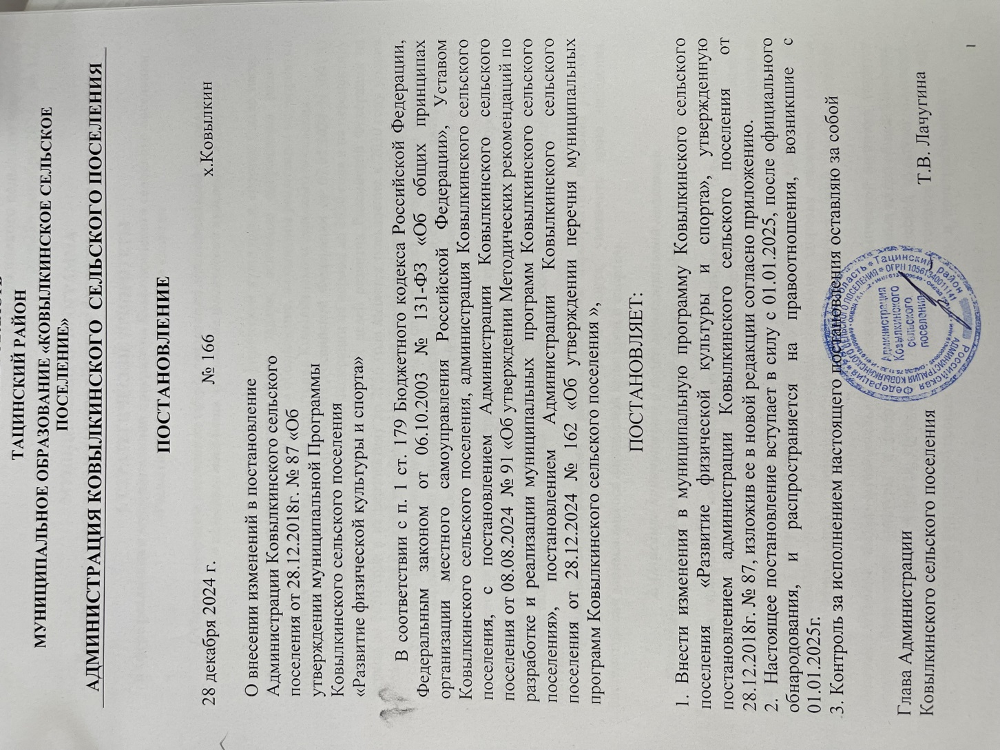 ТАЦИНСКИЙ РАЙОН
МУНИЦИПАЛЬНОЕ ОБРАЗОВАНИЕ «КОВЫЛКИНСКОЕ СЕЛЬСКОЕ
ПОСЕЛЕНИЕ»
АДМИНИСТРАЦИЯ КОВЫЛКИНСКОГО СЕЛЬСКОГО ПОСЕЛЕНИЯ
ПОСТАНОВЛЕНИЕ
28 декабря 2024 г. № 166 х.Ковылкин
О внесении изменений в постановление
Администрации Ковылкинского сельского
поселения от 28.12.2018г. № 87 «Об
утверждении муниципальной Программы
Ковылкинского сельского поселения
«Развитие физической культуры и спорта»
В соответствии с п. 1 ст. 179 Бюджетного кодекса Российской Федерации,
Федеральным законом от 06.10.2003 № 131-ФЗ «Об общих принципах
организации местного самоуправления Российской Федерации», Уставом
Ковылкинского сельского поселения, администрация Ковылкинского сельского
поселения, с постановлением Администрации Ковылкинского сельского
поселения от 08.08.2024 № 91 «Об утверждении Методических рекомендаций по
разработке и реализации муниципальных программ Ковылкинского сельского
поселения», постановлением Администрации Ковылкинского сельского
поселения от 28.12.2024 № 162 «Об утверждении перечня муниципальных
программ Ковылкинского сельского поселения »,
ПОСТАНОВЛЯЕТ:
1. Внести изменения в муниципальную программу Ковылкинского сельского
поселения «Развитие физической культуры и спорта», утвержденную
постановлением администрации Ковылкинского сельского поселения от
28.12.2018г. № 87, изложив ее в новой редакции согласно приложению.
2. Настоящее постановление вступает в силу с 01.01.2025, после официального
обнародования, и распространяется на правоотношения, возникшие с
01.01.2025г.
3. Контроль за исполнением настоящего постановления оставляю за собой
Глава Администрации
Ковылкинского сельского поселения Т.В. Лачугина
Российская Федерация * область * Тацинский район
АДМИНИСТРАЦИЯ КОВЫЛКИНСКОГО СЕЛЬСКОГО ПОСЕЛЕНИЯ * ОГРН 1056134001141
Администрация
Ковылкинского
сельского
поселения
1